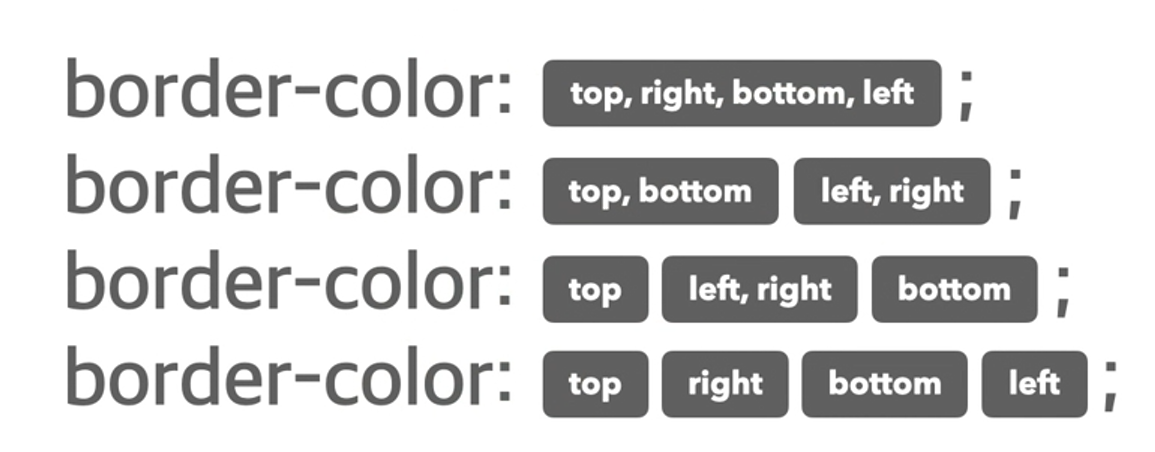 border-color: top, right, bottom, left ;
border-color: top, bottom left, right ;
border-color: top left, right bottom ;
border-color: top right bottom left ;